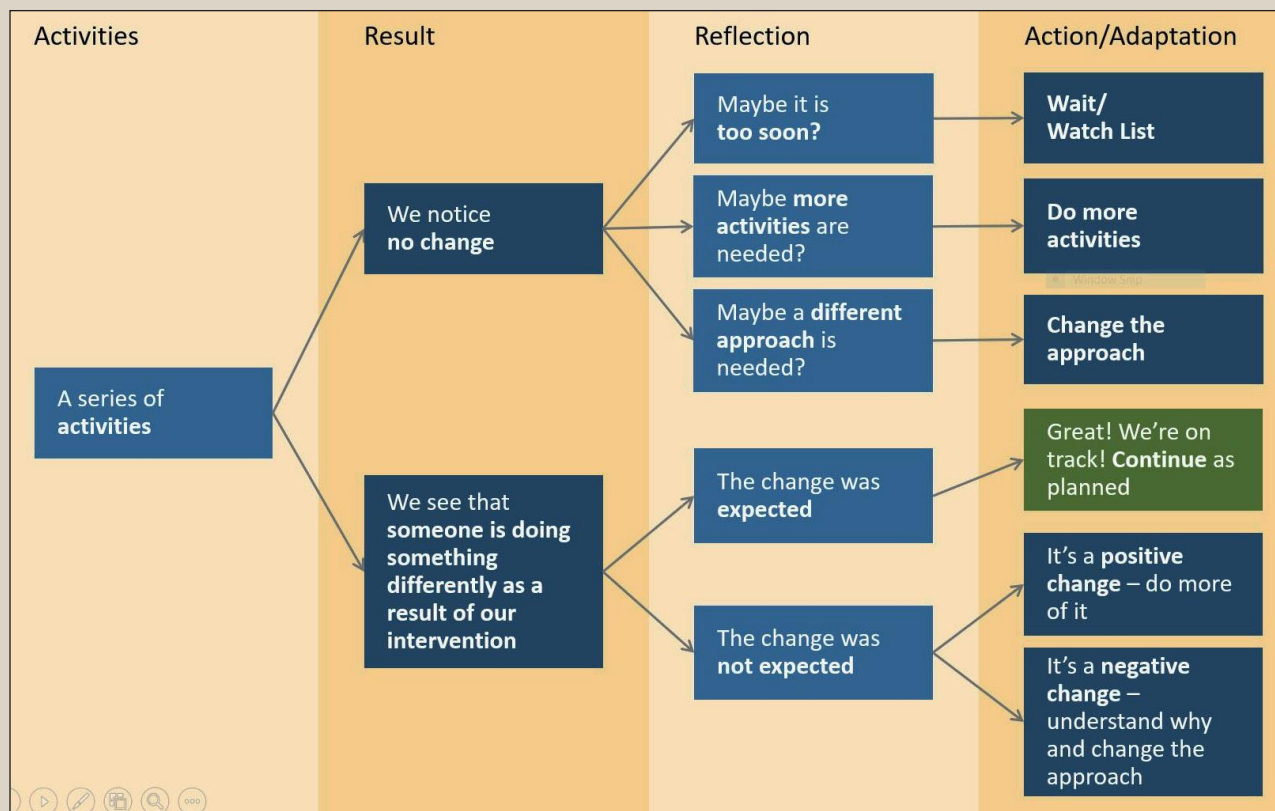 Activities
Result
Reflection
Action/Adaptation
A series of
activities
We notice
no change
We see that
someone is doing
something
differently as a
result of our
intervention
Maybe it is
too soon?
Maybe more
activities are
needed?
Maybe a different
approach is
needed?
The change was
expected
The change was
not expected
Wait/
Watch List
Do more
activities
Window Snip
Change the
approach
Great! We’re on
track! Continue as
planned
It’s a positive
change – do more
of it
It’s a negative
change –
understand why
and change the
approach